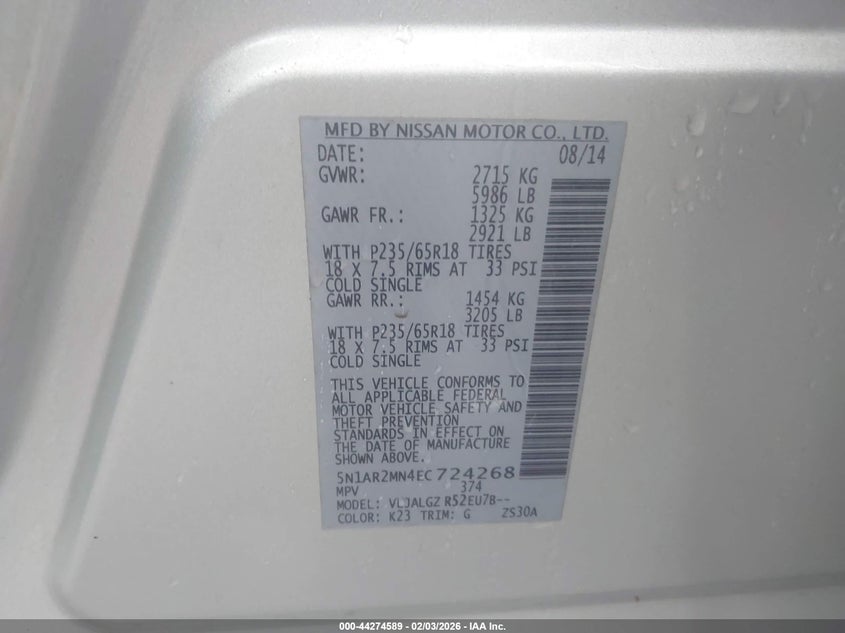 MFD BY NISSAN MOTOR CO., LTD.
DATE: 08/14
GVWR: 2715 KG
5986 LB
GAWR FR.: 1325 KG
2921 LB
WITH P235/65R18 TIRES
18 X 7.5 RIMS AT 33 PSI
COLD SINGLE
GAWR RR.: 1454 KG
3205 LB
WITH P235/65R18 TIRES
18 X 7.5 RIMS AT 33 PSI
COLD SINGLE
THIS VEHICLE CONFORMS TO
ALL APPLICABLE FEDERAL
MOTOR VEHICLE SAFETY AND
THEFT PREVENTION
STANDARDS IN EFFECT ON
THE DATE OF MANUFACTURE
SHOWN ABOVE.
5N1AR2MN4EC724268
MPV 374
MODEL: VLJALGZ R52EU7B--
COLOR: K23 TRIM: G ZS30A
000-44274589 - 02/03/2026 - IAA Inc.